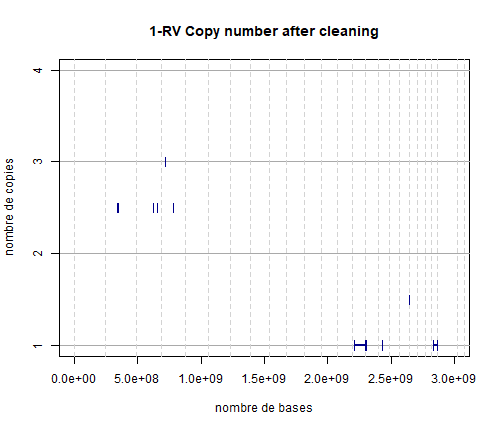 1-RV Copy number after cleaning
4
3
2
1
nombre de copies
0.0e+00 5.0e+08 1.0e+09 1.5e+09 2.0e+09 2.5e+09 3.0e+09
nombre de bases